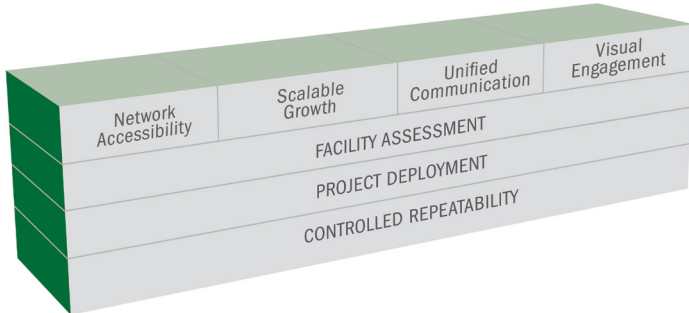 Network
Accessibility
Scalable
Growth
Unified
Communication
Visual
Engagement
FACILITY ASSESSMENT
PROJECT DEPLOYMENT
CONTROLLED REPEATABILITY